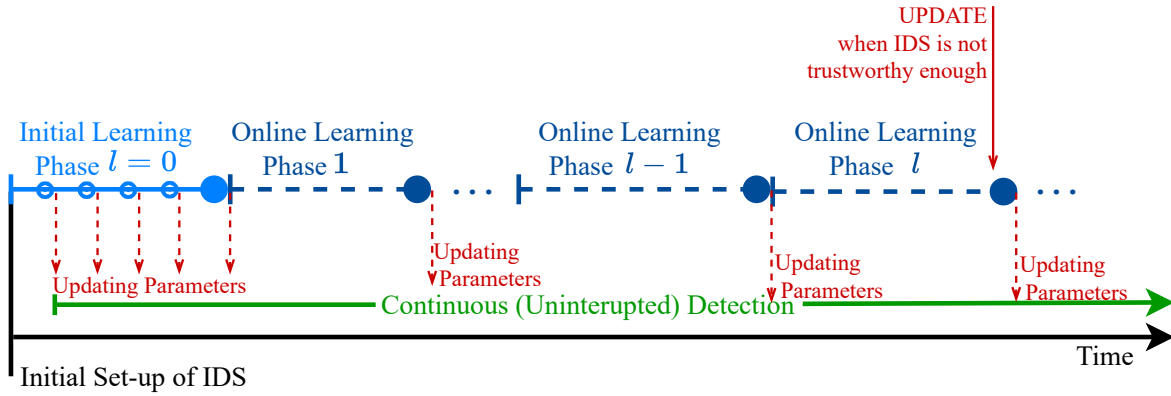 UPDATE
when IDS is not
trustworthy enough
Initial Learning
Phase l = 0
Online Learning
Phase 1
Online Learning
Phase l − 1
Online Learning
Phase l
...
...
Updating Parameters
Updating
Parameters
Updating
Parameters
Updating
Parameters
Continuous (Uninterupted) Detection
Time
Initial Set-up of IDS